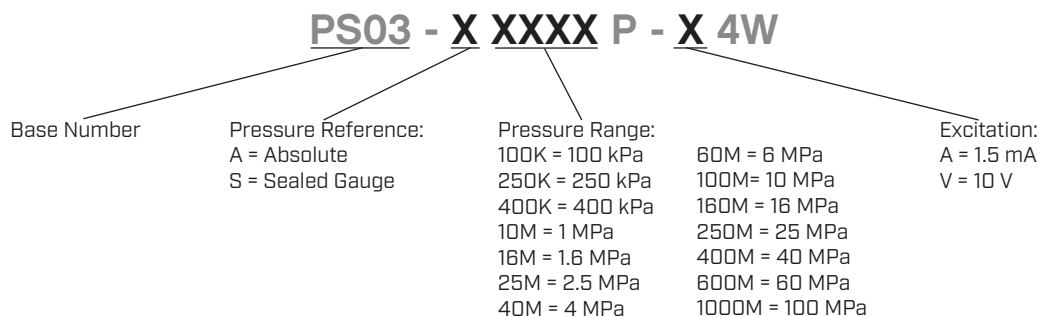 PS03 - X XXXX P - X 4W
Base Number
Pressure Reference:
A = Absolute
S = Sealed Gauge
Pressure Range:
100K = 100 kPa
250K = 250 kPa
400K = 400 kPa
10M = 1 MPa
16M = 1.6 MPa
25M = 2.5 MPa
40M = 4 MPa
60M = 6 MPa
100M= 10 MPa
160M = 16 MPa
250M = 25 MPa
400M = 40 MPa
600M = 60 MPa
1000M = 100 MPa
Excitation:
A = 1.5 mA
V = 10 V